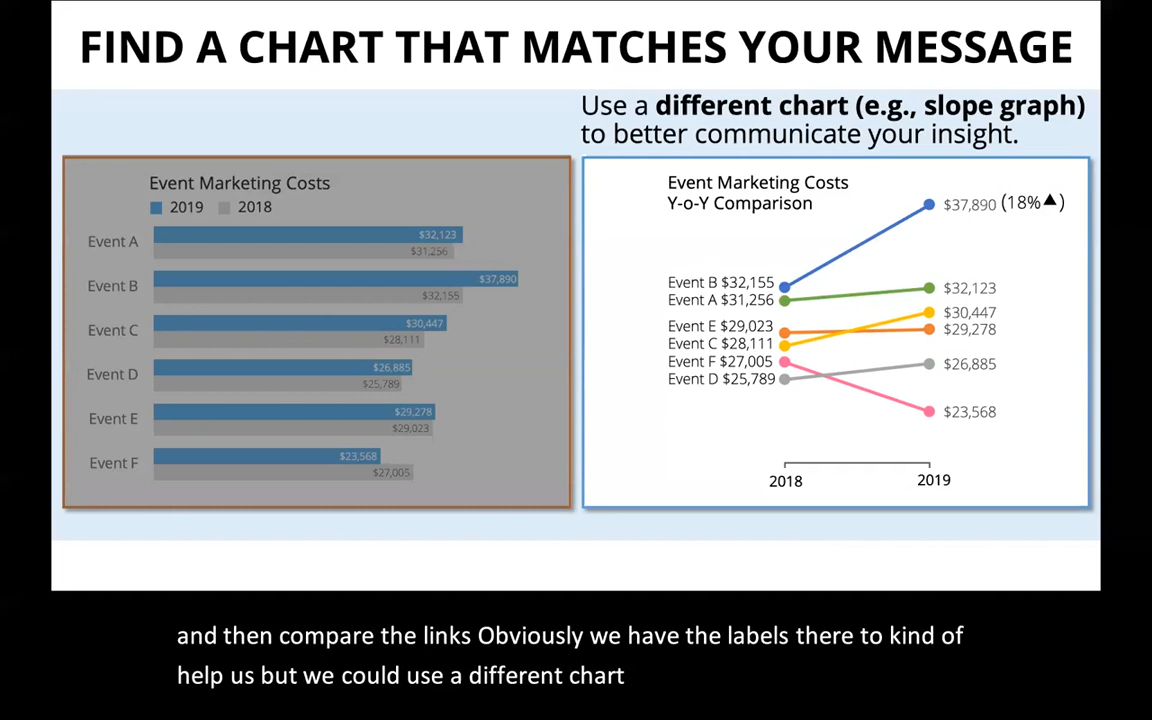 FIND A CHART THAT MATCHES YOUR MESSAGE
Use a different chart (e.g., slope graph)
to better communicate your insight.
Event Marketing Costs
2019 2018
Event A $32,123
$31,256
Event B $37,890
$32,155
Event C $30,447
$28,111
Event D $26,885
$25,789
Event E $29,278
$29,023
Event F $23,568
$27,005
Event Marketing Costs
Y-o-Y Comparison
$37,890 (18%▲)
Event B $32,155
Event A $31,256
$32,123
$30,447
Event E $29,023
$29,278
Event C $28,111
Event F $27,005
$26,885
Event D $25,789
$23,568
2018 2019
and then compare the links Obviously we have the labels there to kind of
help us but we could use a different chart